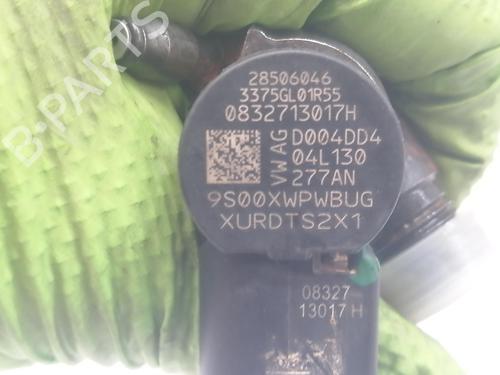 28506046
3375GL01R55
0832713017H
VW AG
D004DD4
04L130
277AN
9S00XWPWBUG
XURDTS2X1
08327
13017 H
B-PARTS